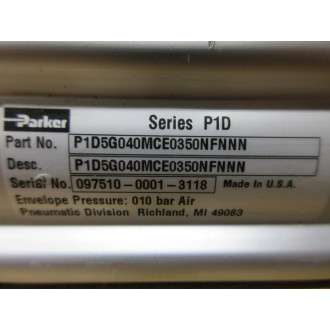 Parker Series P1D
Part No. P1D5G040MCE0350NFNNN
Desc. P1D5G040MCE0350NFNNN
Serial No. 097510-0001-3118 Made In U.S.A.
Envelope Pressure: 010 bar Air
Pneumatic Division Richland, MI 49083